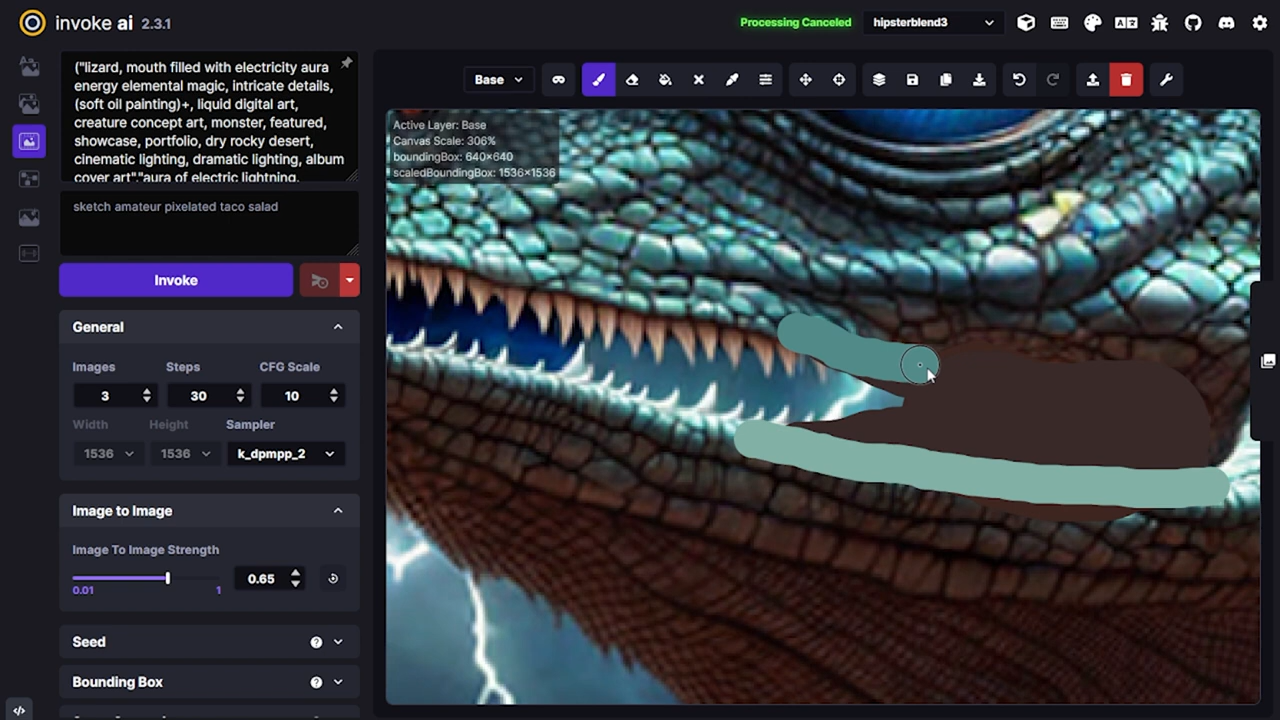 invoke ai 2.3.1
Processing Canceled
hipsterblend3
("lizard, mouth filled with electricity aura
energy elemental magic, intricate details,
(soft oil painting)+, liquid digital art,
creature concept art, monster, featured,
showcase, portfolio, dry rocky desert,
cinematic lighting, dramatic lighting, album
cover art","aura of electric lightning,
sketch amateur pixelated taco salad
Invoke
General
Images
Steps
CFG Scale
3
30
10
Width
Height
Sampler
1536
1536
k_dpmpp_2
Image to Image
Image To Image Strength
0.65
0.01
1
Seed
Bounding Box
Base
Active Layer: Base
Canvas Scale: 306%
boundingBox: 640×640
scaledBoundingBox: 1536×1536